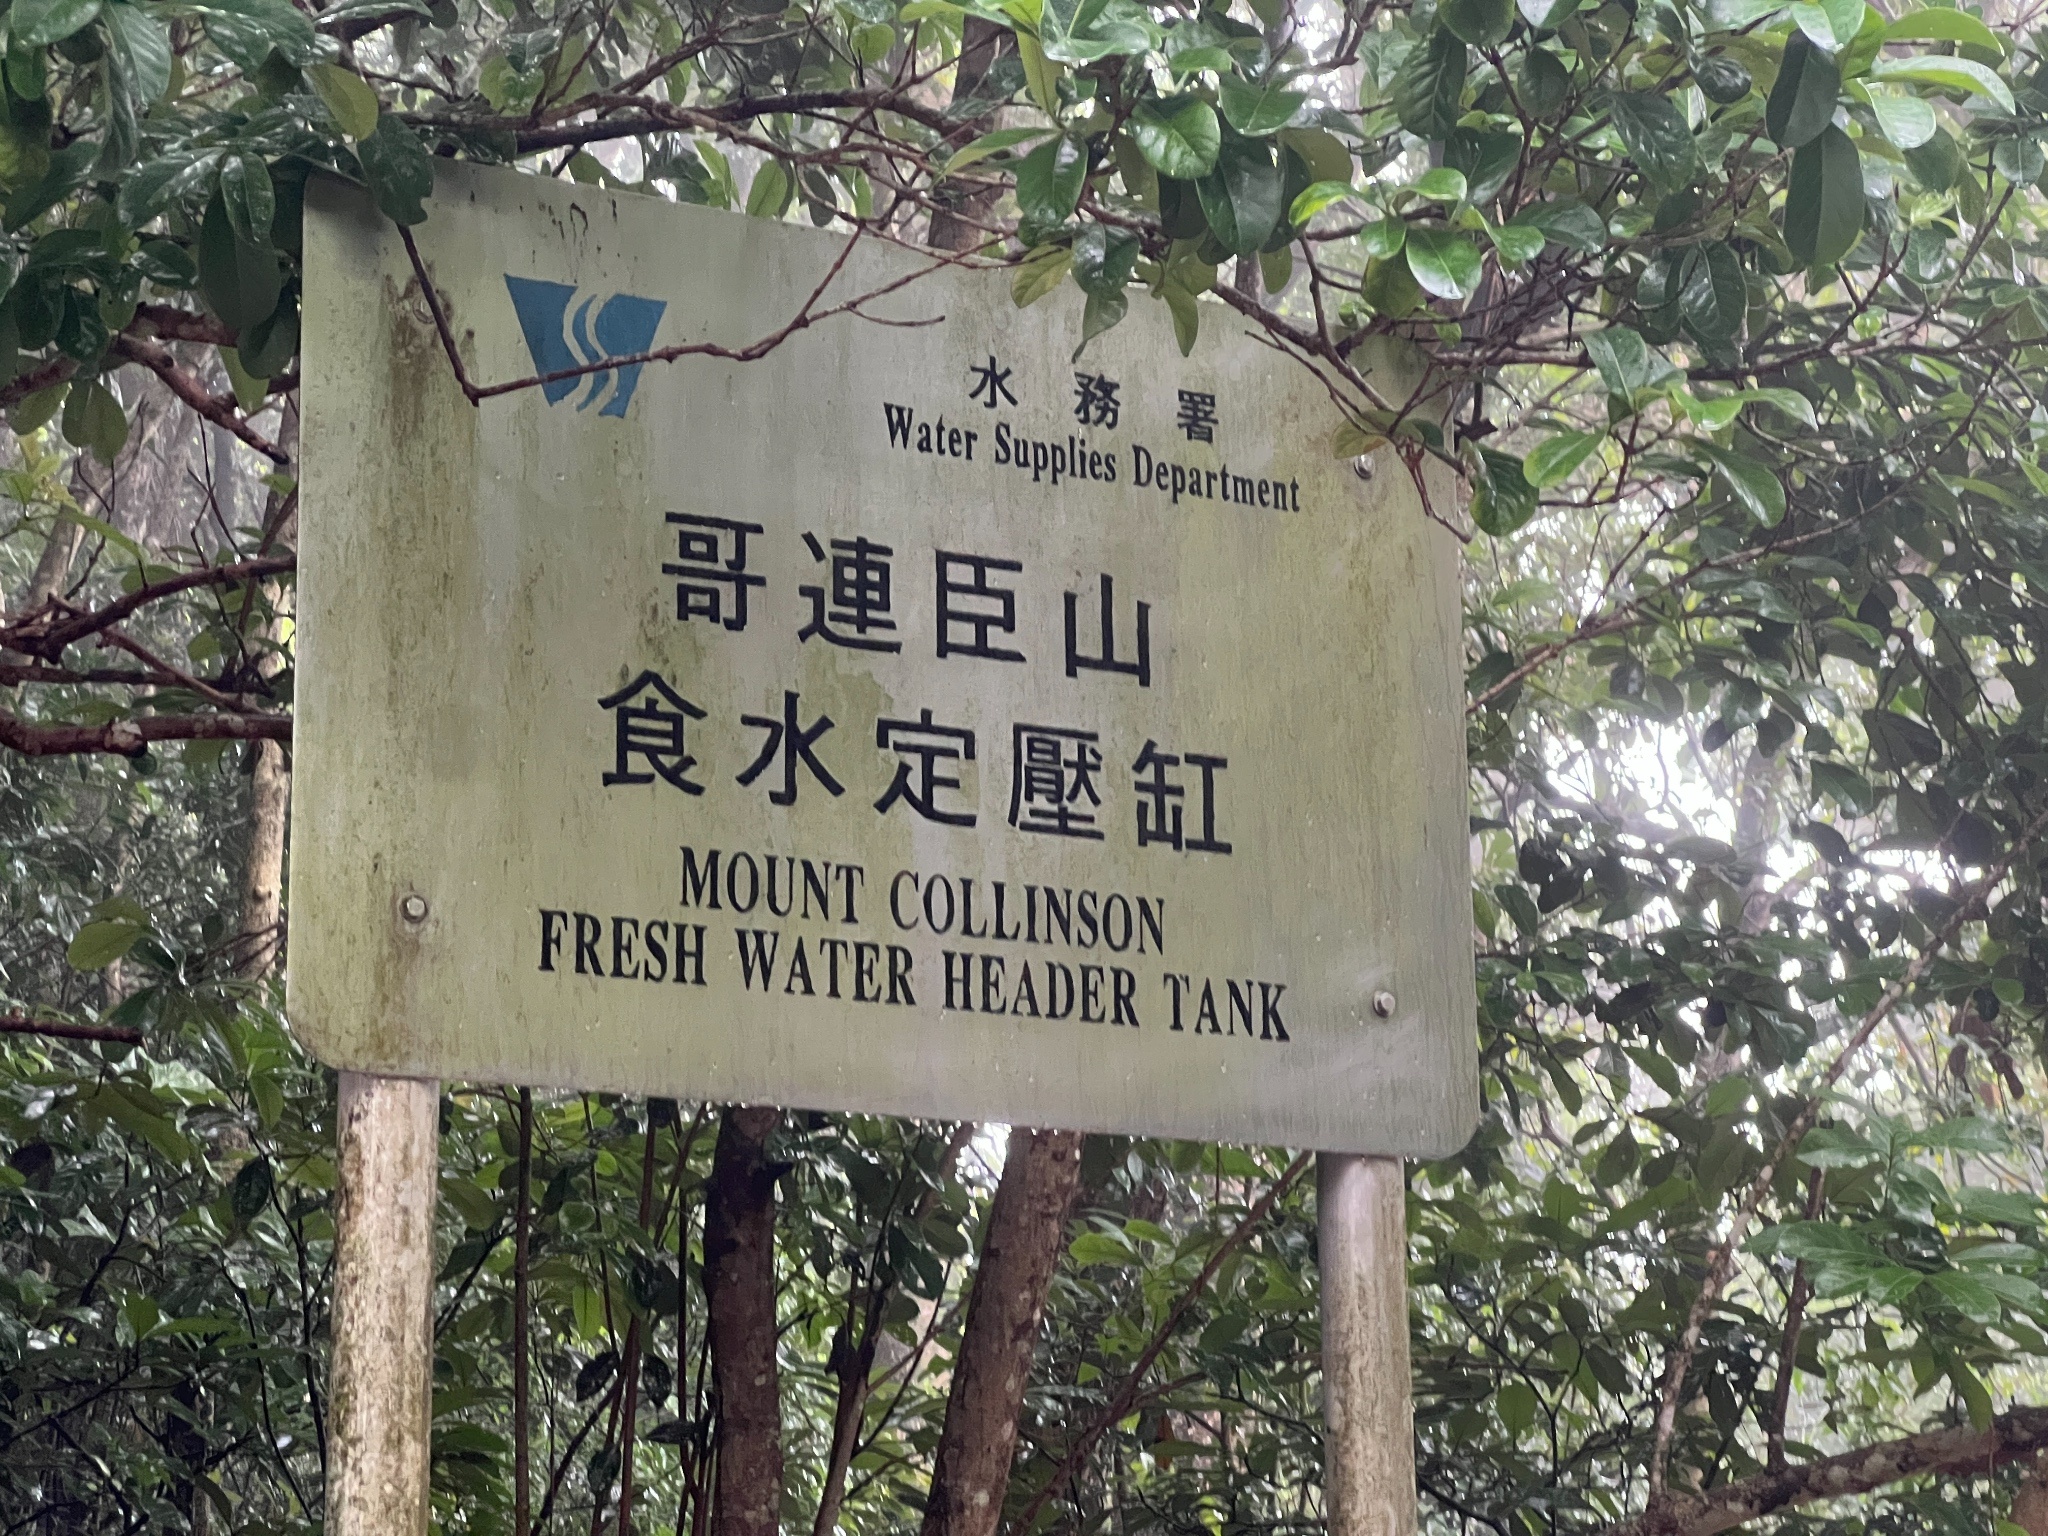 水務署
Water Supplies Department
哥連臣山
食水定壓缸
MOUNT COLLINSON
FRESH WATER HEADER TANK